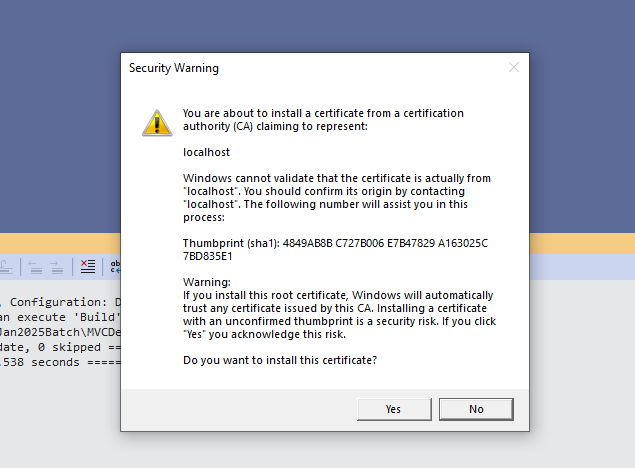 Security Warning
You are about to install a certificate from a certification
authority (CA) claiming to represent:
localhost
Windows cannot validate that the certificate is actually from
"localhost". You should confirm its origin by contacting
"localhost". The following number will assist you in this
process:
Thumbprint (sha1): 4849AB8B C727B006 E7B47829 A163025C
7BD835E1
Warning:
If you install this root certificate, Windows will automatically
trust any certificate issued by this CA. Installing a certificate
with an unconfirmed thumbprint is a security risk. If you click
"Yes" you acknowledge this risk.
Do you want to install this certificate?
Yes
No
, Configuration: D
an execute 'Build'
Jan2025Batch\MVCDe
date, 0 skipped ==
.538 seconds =====